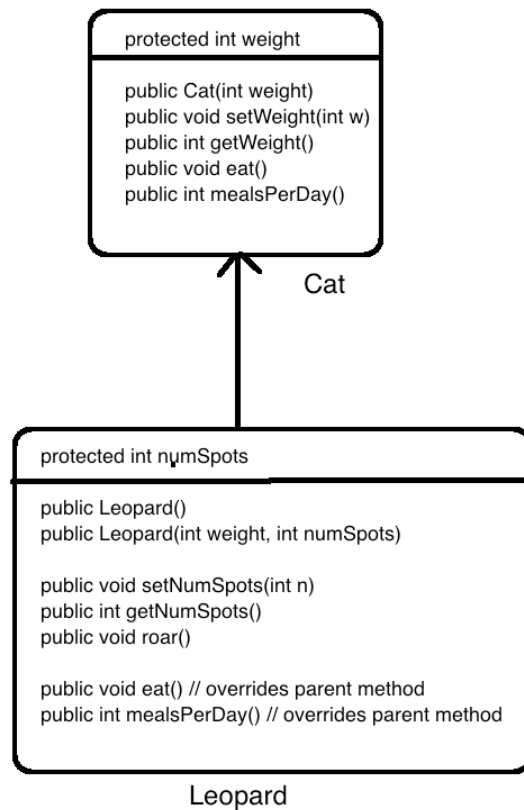 protected int weight
public Cat(int weight)
public void setWeight(int w)
public int getWeight()
public void eat()
public int mealsPerDay()
Cat
protected int numSpots
public Leopard()
public Leopard(int weight, int numSpots)
public void setNumSpots(int n)
public int getNumSpots()
public void roar()
public void eat() // overrides parent method
public int mealsPerDay() // overrides parent method
Leopard